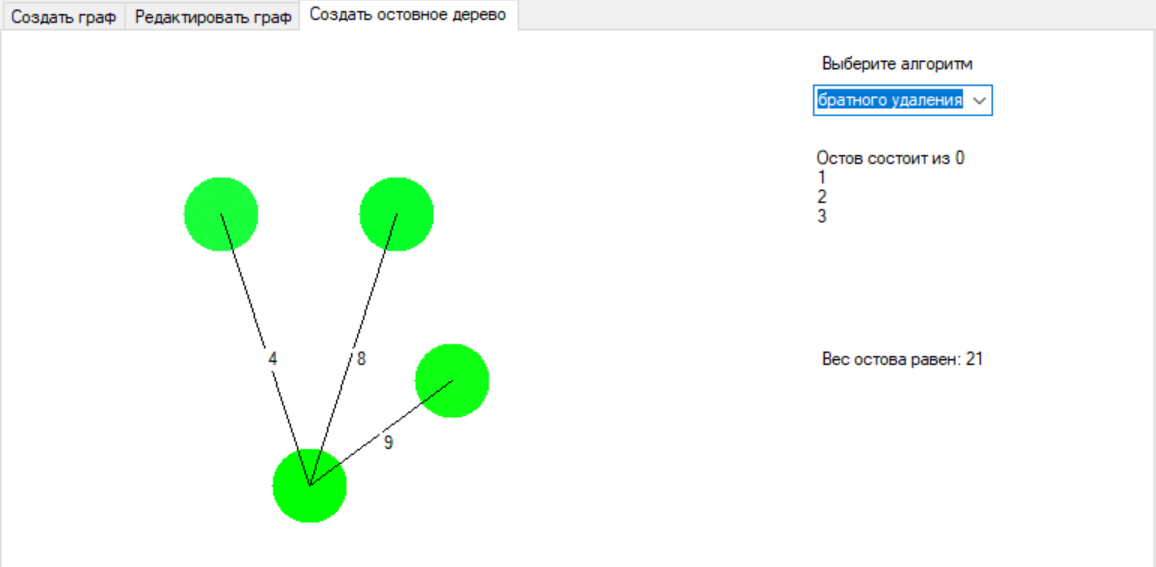 Создать граф Редактировать граф Создать остовное дерево
Выберите алгоритм
братного удаления
Остов состоит из 0
1
2
3
4
8
Вес остова равен: 21
9